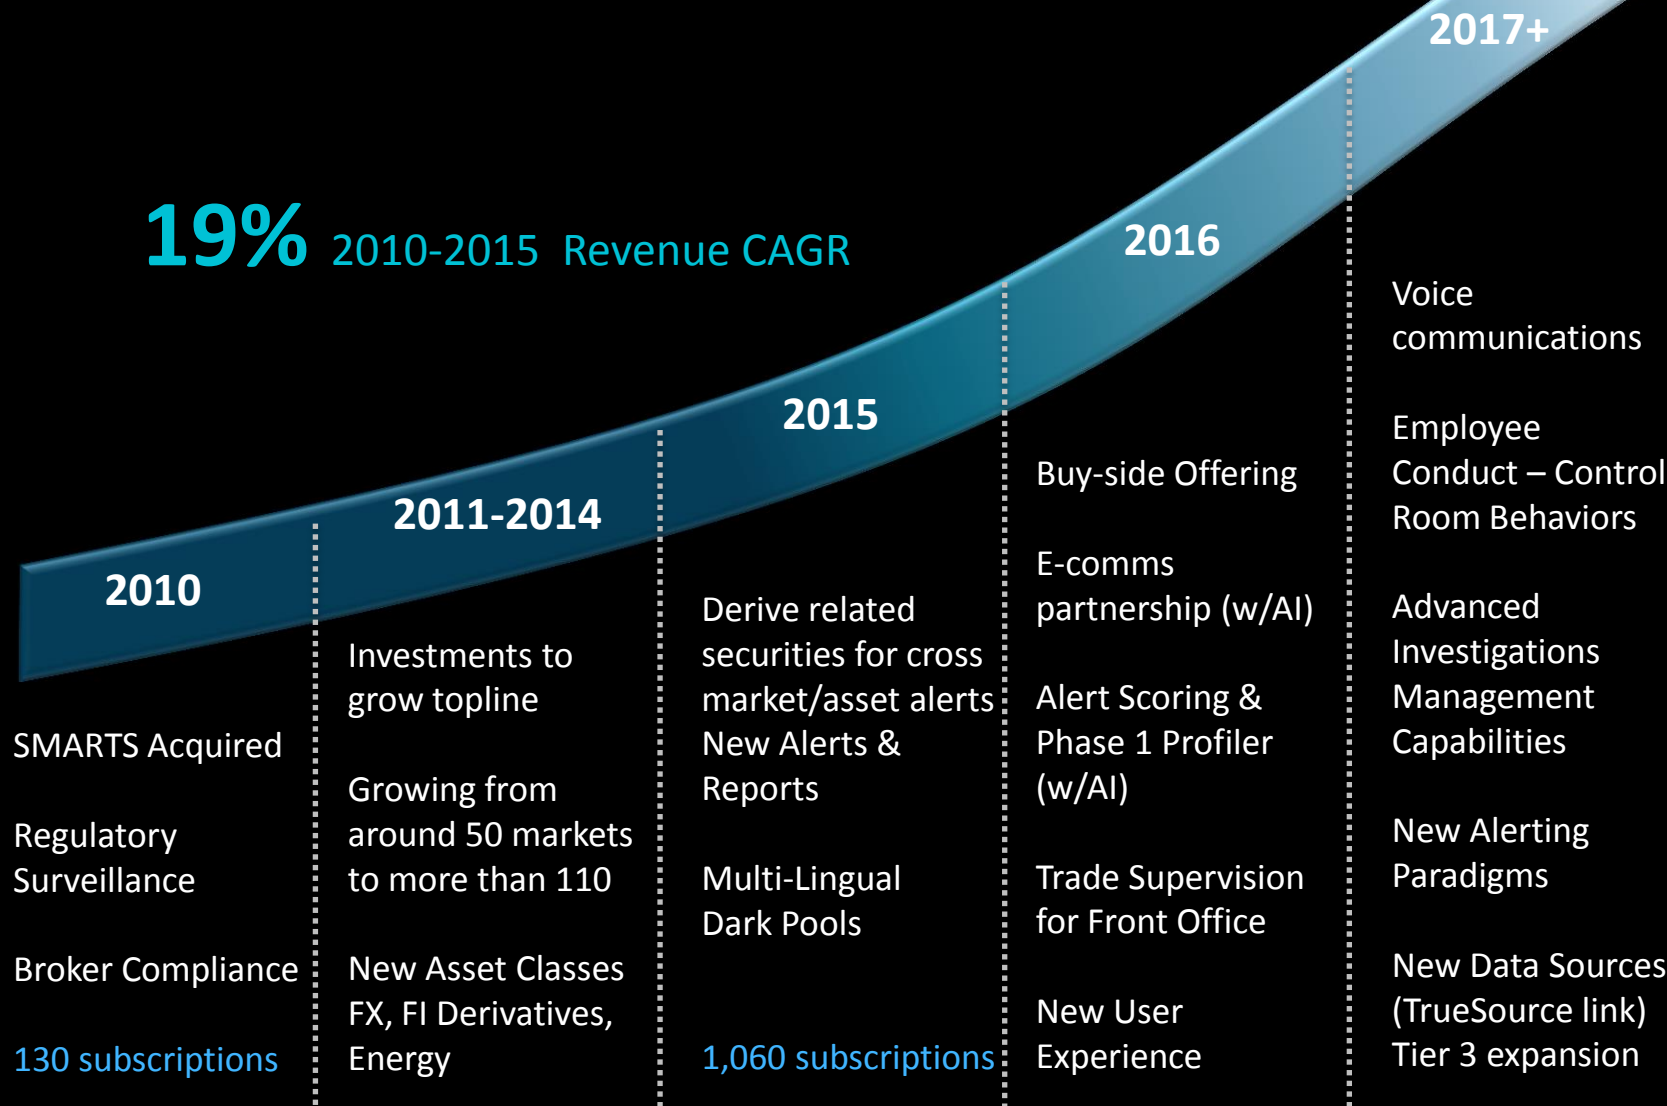 19% 2010-2015 Revenue CAGR
2010
SMARTS Acquired
Regulatory
Surveillance
Broker Compliance
130 subscriptions
2011-2014
Investments to
grow topline
Growing from
around 50 markets
to more than 110
New Asset Classes
FX, FI Derivatives,
Energy
2015
Derive related
securities for cross
market/asset alerts
New Alerts &
Reports
Multi-Lingual
Dark Pools
1,060 subscriptions
2016
Buy-side Offering
E-comms
partnership (w/AI)
Alert Scoring &
Phase 1 Profiler
(w/AI)
Trade Supervision
for Front Office
New User
Experience
2017+
Voice
communications
Employee
Conduct – Control
Room Behaviors
Advanced
Investigations
Management
Capabilities
New Alerting
Paradigms
New Data Sources
(TrueSource link)
Tier 3 expansion